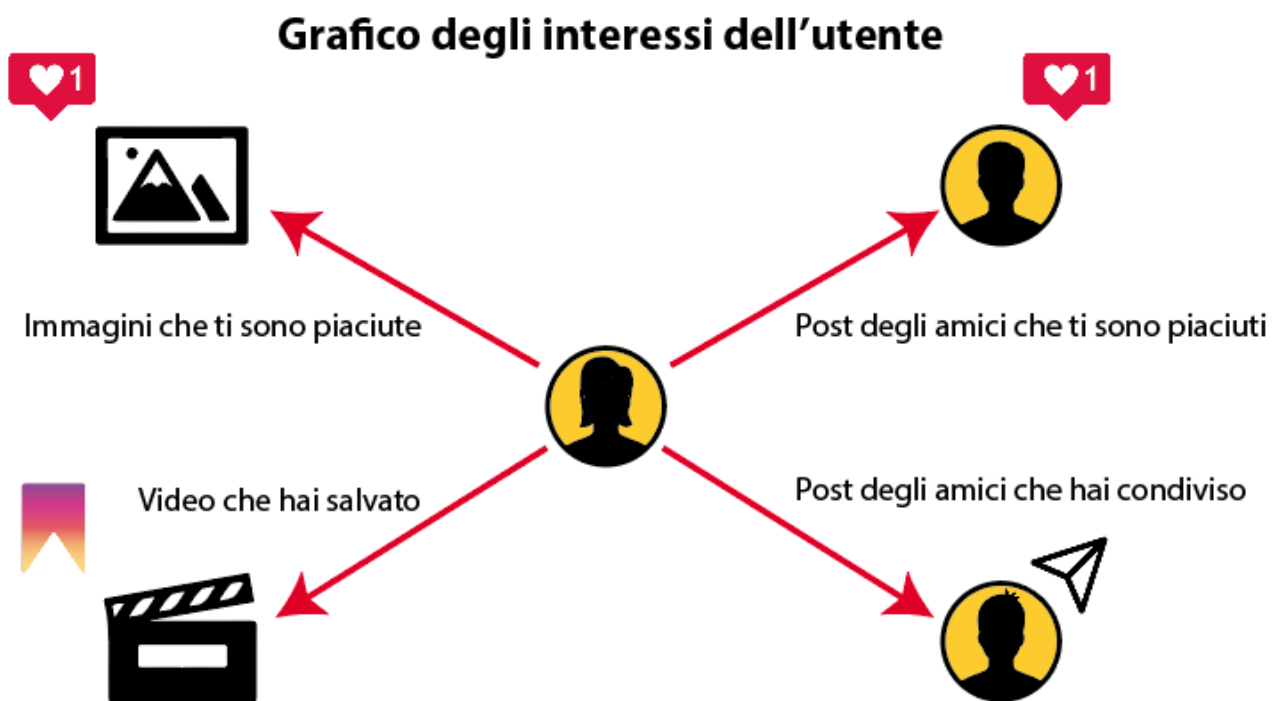 Grafico degli interessi dell’utente
1
1
Immagini che ti sono piaciute
Post degli amici che ti sono piaciuti
Video che hai salvato
Post degli amici che hai condiviso